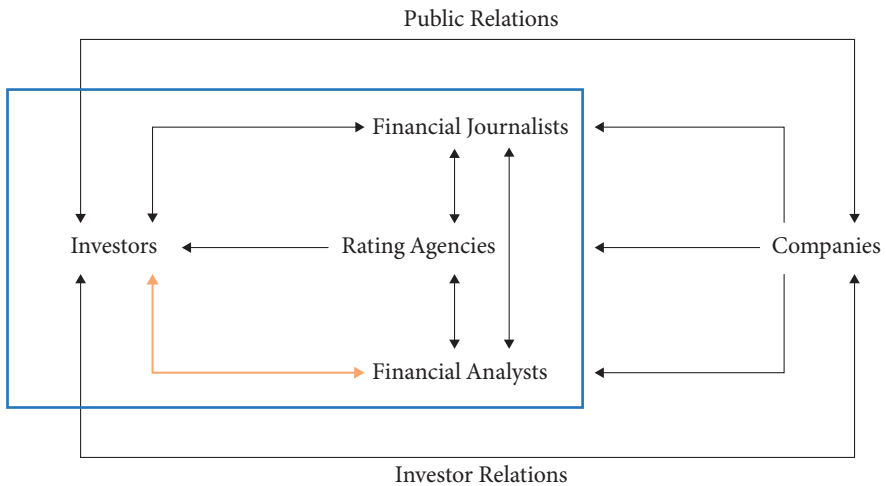 Public Relations
Financial Journalists
Investors
Rating Agencies
Companies
Financial Analysts
Investor Relations